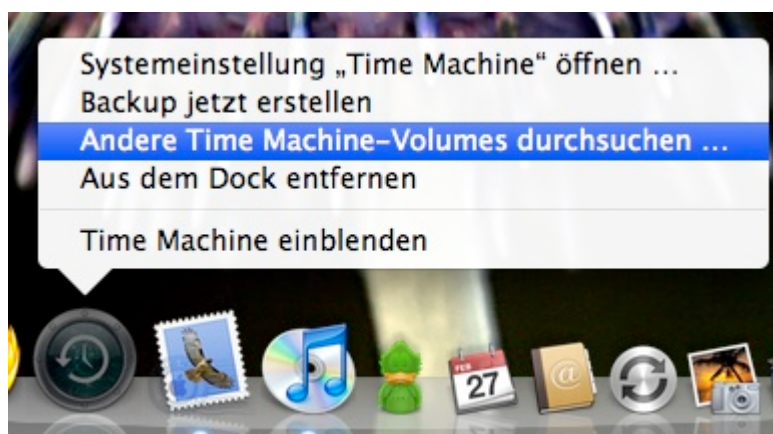 Systemeinstellung „Time Machine“ öffnen ...
Backup jetzt erstellen
Andere Time Machine-Volumes durchsuchen ...
Aus dem Dock entfernen
Time Machine einblenden
FEB
27
@